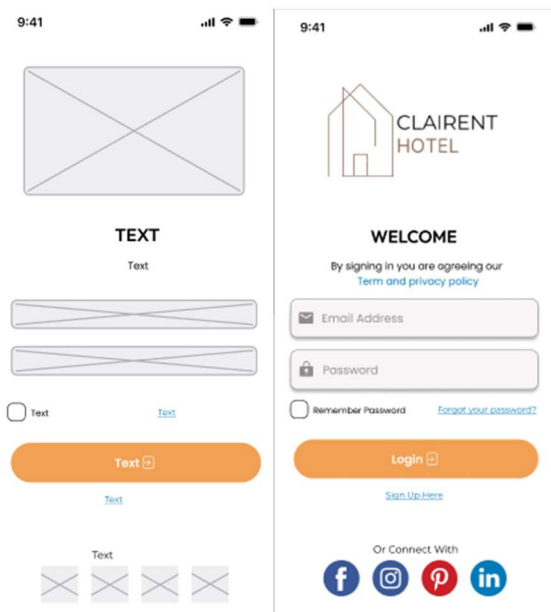 9:41
TEXT
Text
Text
Text
Text
Text
Text
9:41
CLAIRENT
HOTEL
WELCOME
By signing in you are agreeing our
Term and privacy policy
Email Address
Password
Remember Password
Forgot your password?
Login
Sign Up Here
Or Connect With